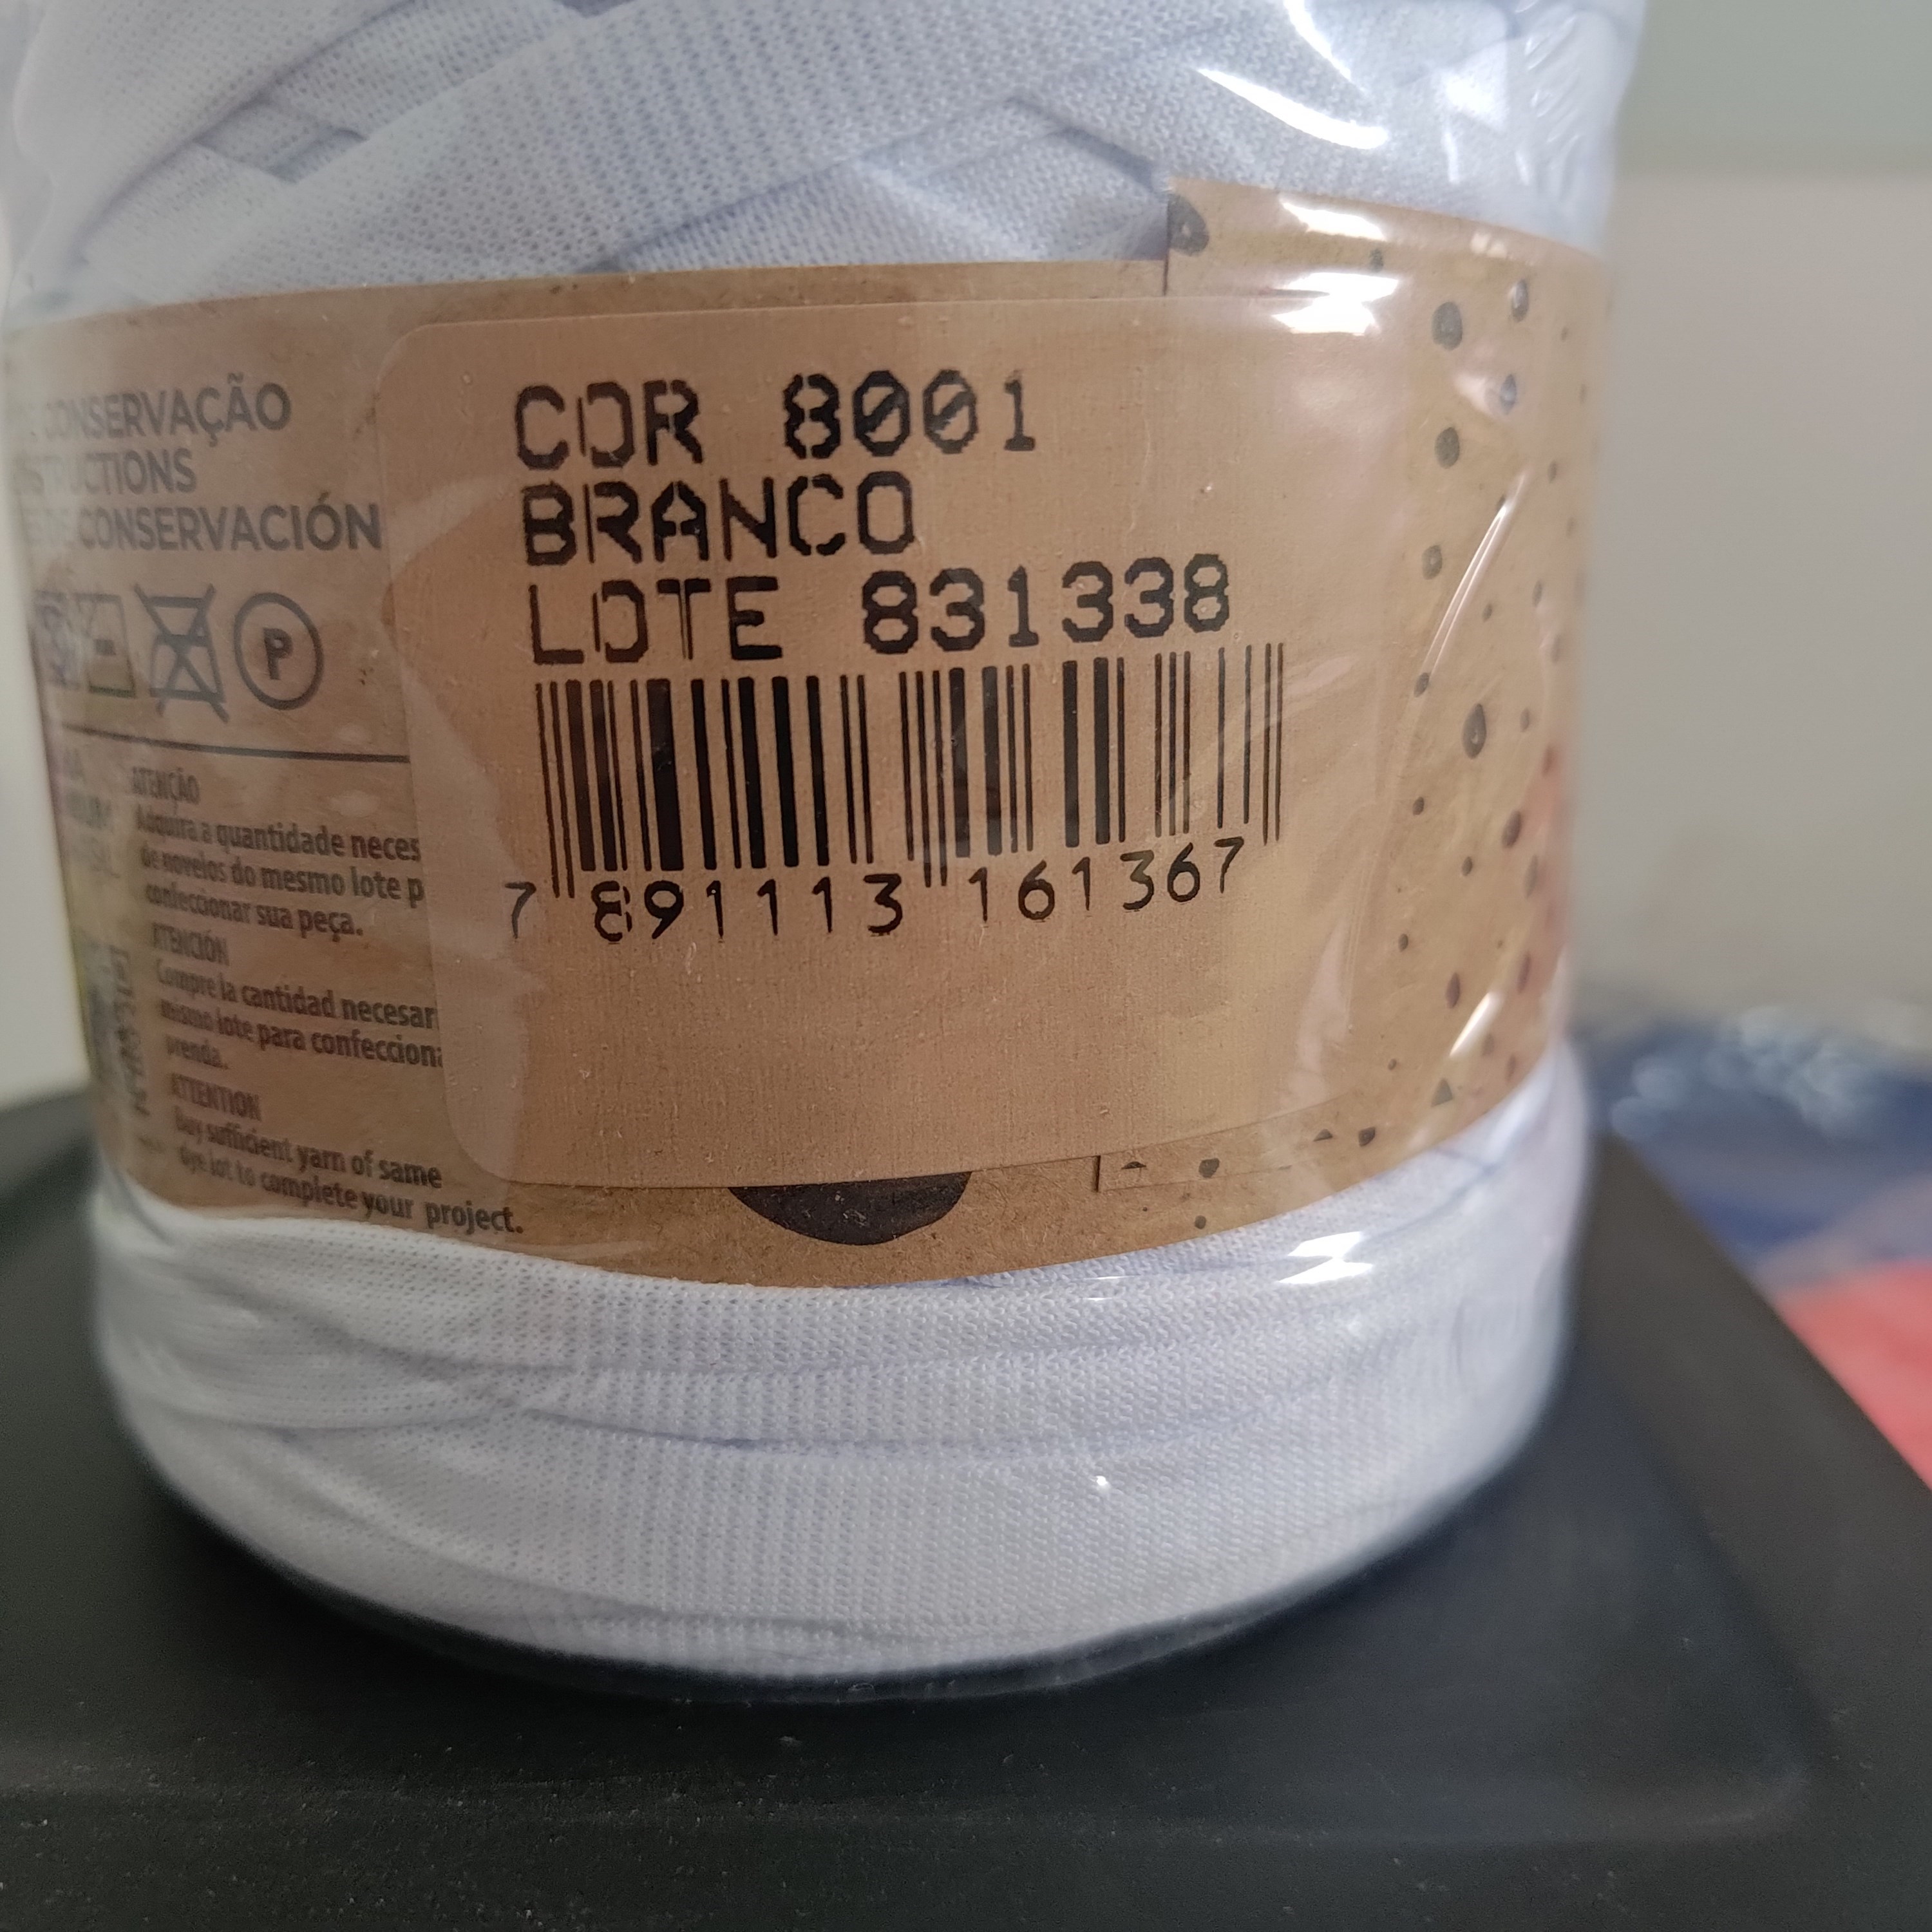 CONSERVAÇÃO
CONSERVACIÓN
P
ATENÇÃO
Adquira a quantidade neces
de novelos do mesmo lote p
confeccionar sua peça.
ATENCIÓN
Compre la cantidad necesar
mismo lote para confecciona
prenda.
ATTENTION
Buy sufficient yarn of same
dye lot to complete your project.
COR 8001
BRANCO
LOTE 831338
7 891113 161367